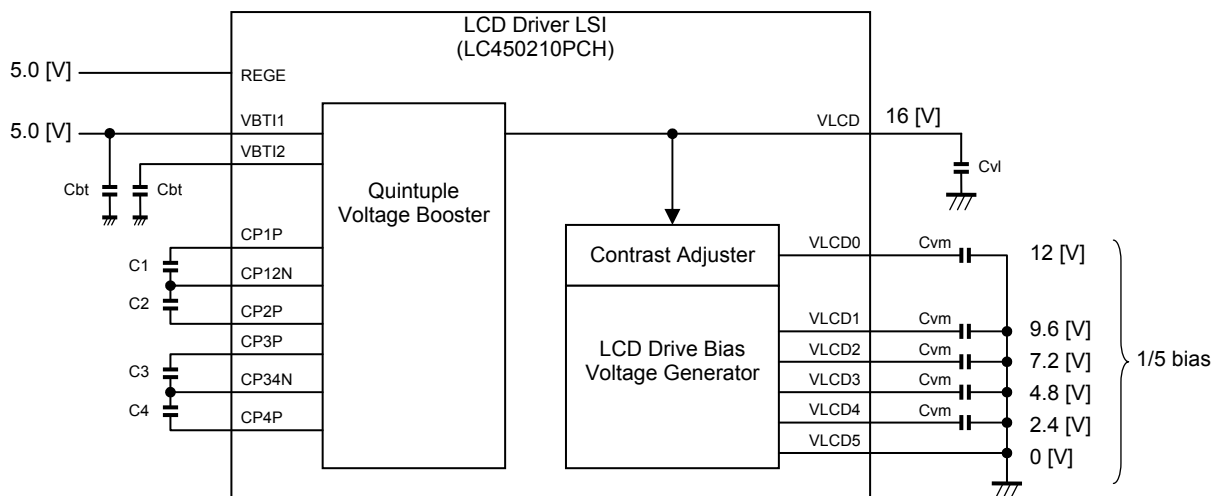 LCD Driver LSI
(LC450210PCH)
5.0 [V]
REGE
5.0 [V]
VBTI1
VLCD
16 [V]
VBTI2
Cbt
Cbt
Cvl
Quintuple
Voltage Booster
CP1P
C1
CP12N
C2
CP2P
CP3P
C3
CP34N
C4
CP4P
Contrast Adjuster
VLCD0
Cvm
12 [V]
LCD Drive Bias
Voltage Generator
VLCD1
Cvm
9.6 [V]
VLCD2
Cvm
7.2 [V]
VLCD3
Cvm
4.8 [V]
VLCD4
Cvm
2.4 [V]
VLCD5
0 [V]
1/5 bias